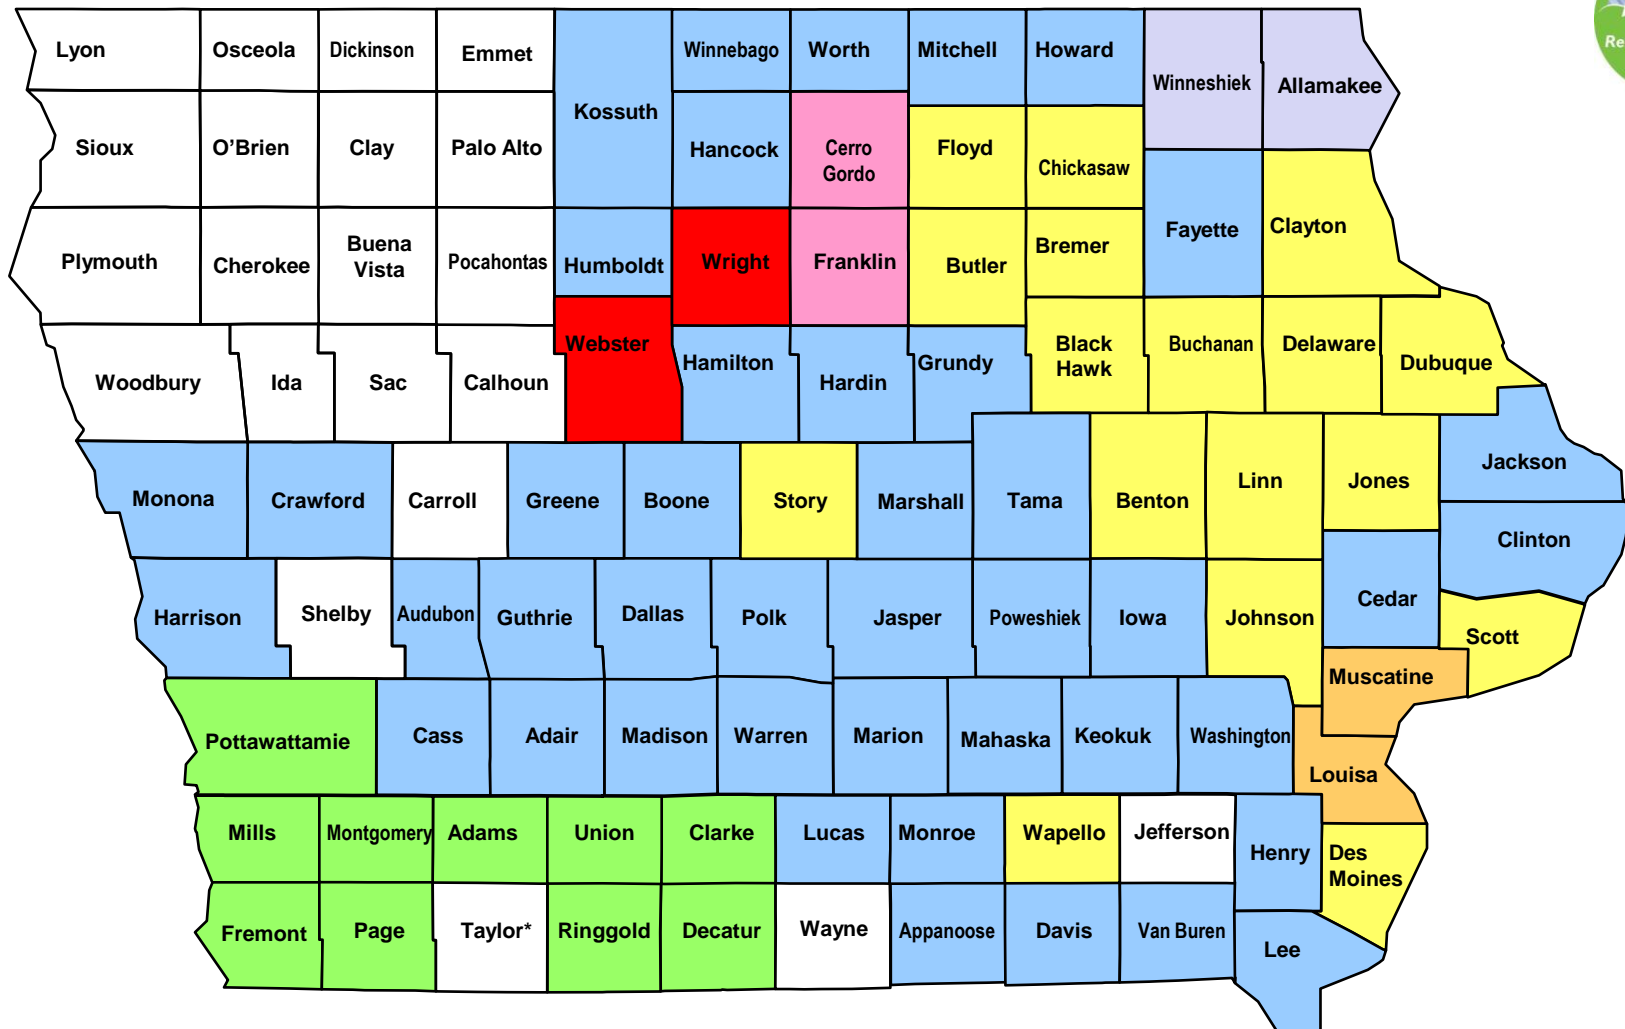 Lyon
Osceola
Dickinson
Emmet
Kossuth
Winnebago
Worth
Mitchell
Howard
Winneshiek
Allamakee
Re
Sioux
O'Brien
Clay
Palo Alto
Hancock
Cerro
Gordo
Floyd
Chickasaw
Plymouth
Cherokee
Buena
Vista
Pocahontas
Humboldt
Wright
Franklin
Butler
Bremer
Fayette
Clayton
Woodbury
Ida
Sac
Calhoun
Webster
Hamilton
Hardin
Grundy
Black
Hawk
Buchanan
Delaware
Dubuque
Monona
Crawford
Carroll
Greene
Boone
Story
Marshall
Tama
Benton
Linn
Jones
Jackson
Clinton
Harrison
Shelby
Audubon
Guthrie
Dallas
Polk
Jasper
Poweshiek
Iowa
Johnson
Cedar
Scott
Muscatine
Pottawattamie
Cass
Adair
Madison
Warren
Marion
Mahaska
Keokuk
Washington
Louisa
Mills
Montgomery
Adams
Union
Clarke
Lucas
Monroe
Wapello
Jefferson
Henry
Des
Moines
Fremont
Page
Taylor*
Ringgold
Decatur
Wayne
Appanoose
Davis
Van Buren
Lee